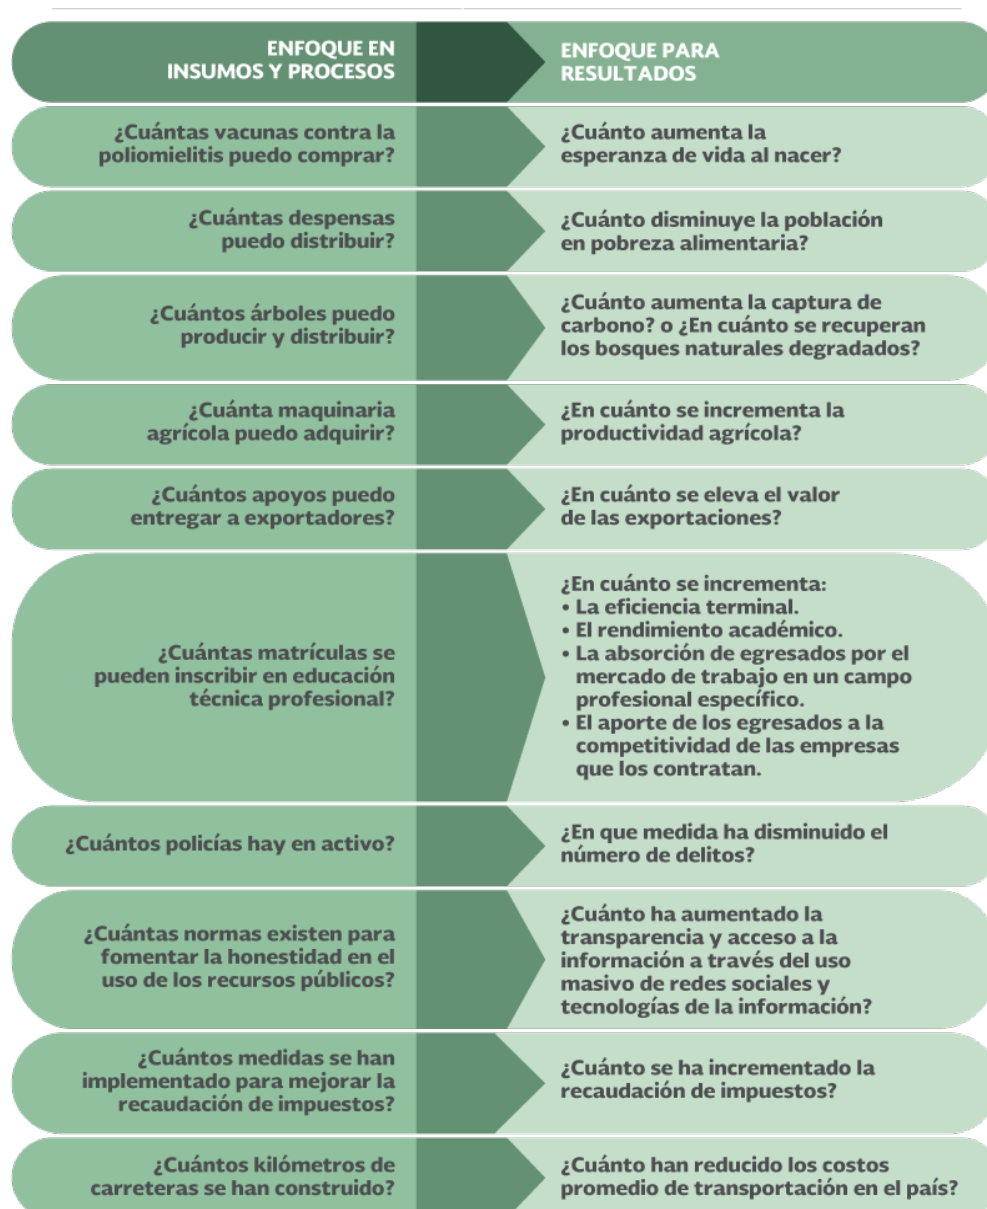 ENFOQUE EN
INSUMOS Y PROCESOS
ENFOQUE PARA
RESULTADOS
¿Cuántas vacunas contra la
poliomielitis puedo comprar?
¿Cuánto aumenta la
esperanza de vida al nacer?
¿Cuántas despensas
puedo distribuir?
¿Cuánto disminuye la población
en pobreza alimentaria?
¿Cuántos árboles puedo
producir y distribuir?
¿Cuánto aumenta la captura de
carbono? o ¿En cuánto se recuperan
los bosques naturales degradados?
¿Cuánta maquinaria
agrícola puedo adquirir?
¿En cuánto se incrementa la
productividad agrícola?
¿Cuántos apoyos puedo
entregar a exportadores?
¿En cuánto se eleva el valor
de las exportaciones?
¿Cuántas matrículas se
pueden inscribir en educación
técnica profesional?
¿En cuánto se incrementa:
• La eficiencia terminal.
• El rendimiento académico.
• La absorción de egresados por el
mercado de trabajo en un campo
profesional específico.
• El aporte de los egresados a la
competitividad de las empresas
que los contratan.
¿Cuántos policías hay en activo?
¿En que medida ha disminuido el
número de delitos?
¿Cuántas normas existen para
fomentar la honestidad en el
uso de los recursos públicos?
¿Cuánto ha aumentado la
transparencia y acceso a la
información a través del uso
masivo de redes sociales y
tecnologías de la información?
¿Cuántos medidas se han
implementado para mejorar la
recaudación de impuestos?
¿Cuánto se ha incrementado la
recaudación de impuestos?
¿Cuántos kilómetros de
carreteras se han construido?
¿Cuánto han reducido los costos
promedio de transportación en el país?